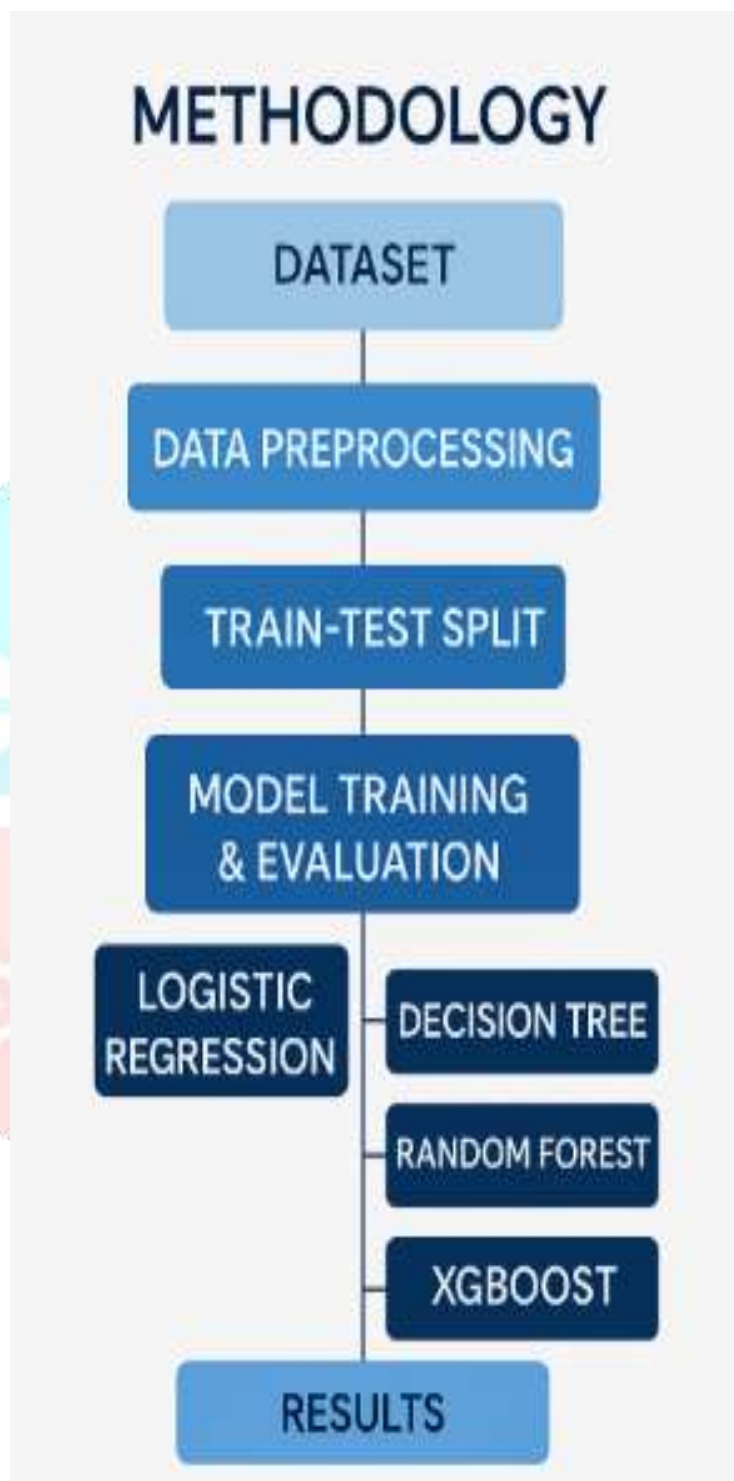 METHODOLOGY
DATASET
DATA PREPROCESSING
TRAIN-TEST SPLIT
MODEL TRAINING
& EVALUATION
LOGISTIC
REGRESSION
DECISION TREE
RANDOM FOREST
XGBOOST
RESULTS